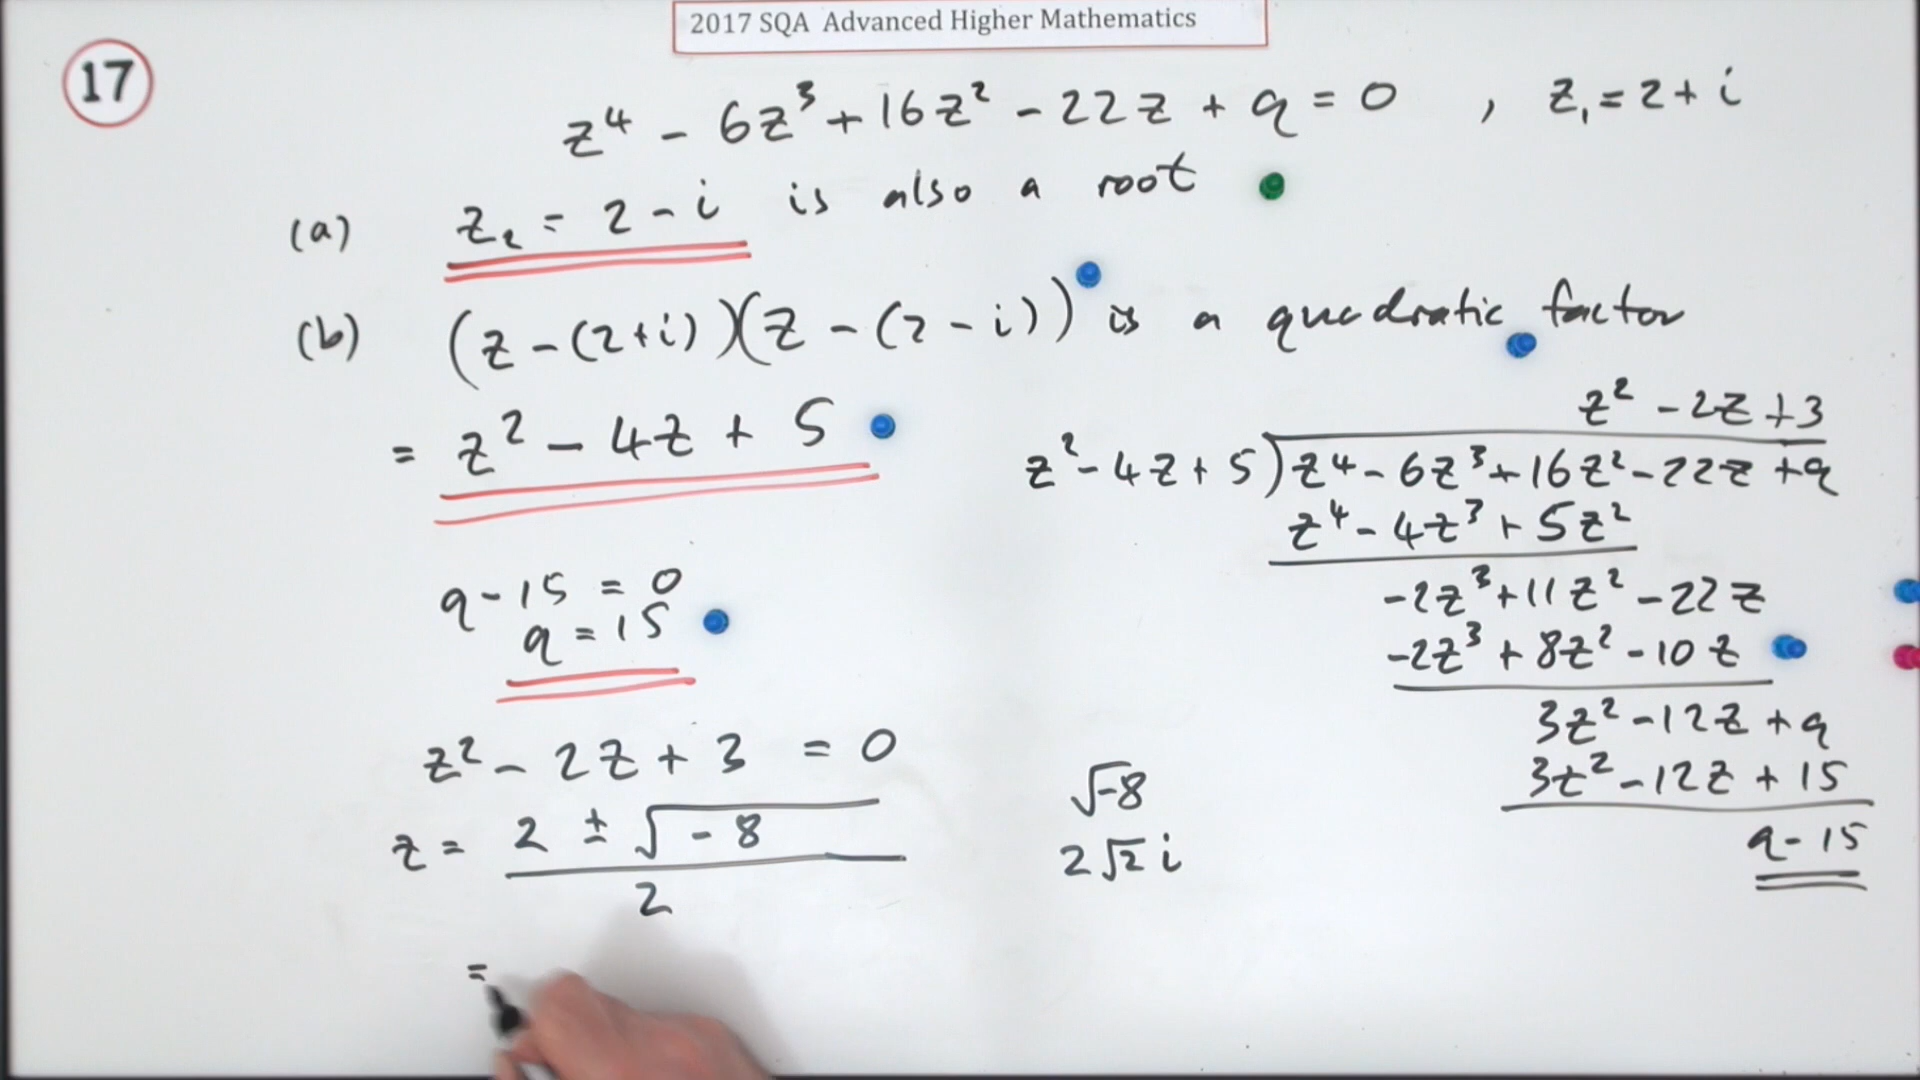 2017 SQA Advanced Higher Mathematics
17
z⁴ - 6z³ + 16z² - 22z + q = 0 , z₁ = 2 + i
(a) z₂ = 2 - i is also a root
(b) (z - (2+i))(z - (2 - i)) is a quadratic factor
= z² - 4z + 5
q - 15 = 0
q = 15
z² - 2z + 3 = 0
z = 2 ± √-8
2
=
z² - 2z + 3
z² - 4z + 5 ) z⁴ - 6z³ + 16z² - 22z + q
z⁴ - 4z³ + 5z²
-2z³ + 11z² - 22z
-2z³ + 8z² - 10z
3z² - 12z + q
3z² - 12z + 15
q - 15
√-8
2√2 i